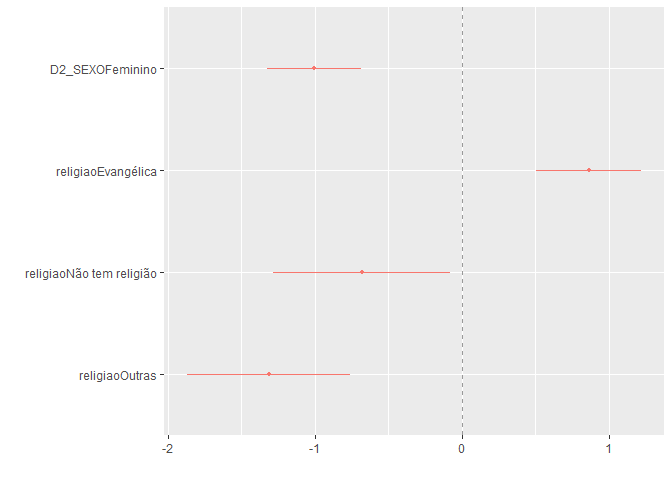 D2_SEXOFeminino
religiaoEvangélica
religiaoNão tem religião
religiaoOutras
-2 -1 0 1